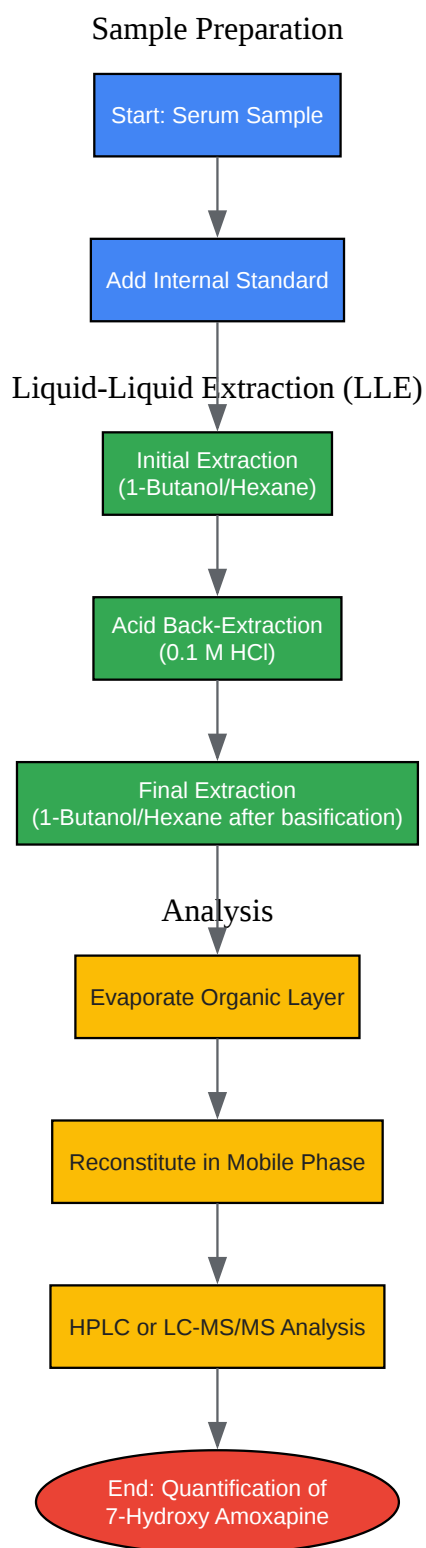 Sample Preparation
Start: Serum Sample
Add Internal Standard
Liquid-Liquid Extraction (LLE)
Initial Extraction
(1-Butanol/Hexane)
Acid Back-Extraction
(0.1 M HCl)
Final Extraction
(1-Butanol/Hexane after basification)
Analysis
Evaporate Organic Layer
Reconstitute in Mobile Phase
HPLC or LC-MS/MS Analysis
End: Quantification of
7-Hydroxy Amoxapine